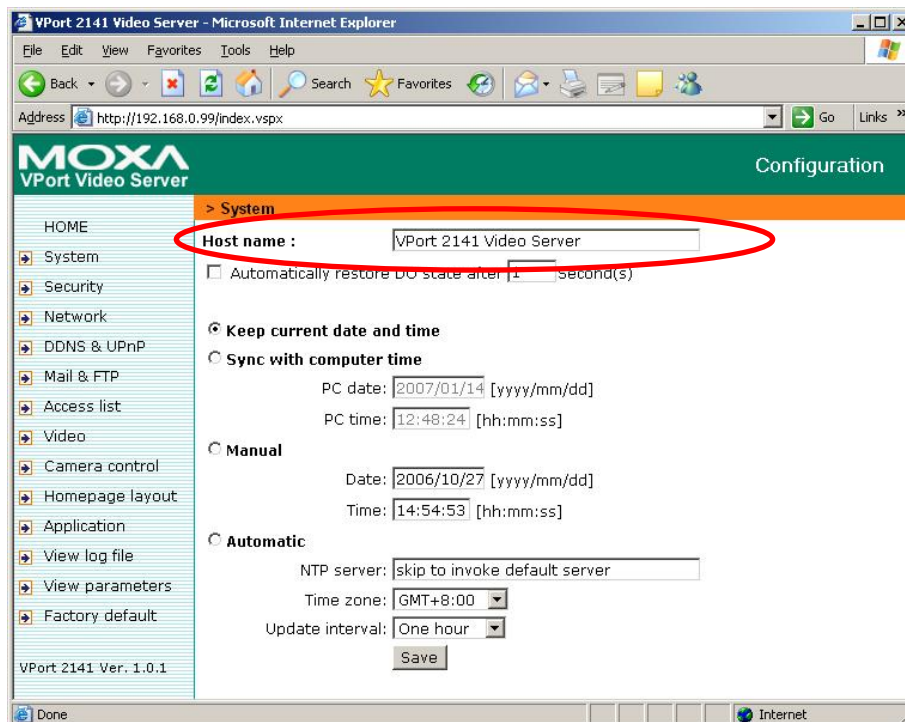 VPort 2141 Video Server - Microsoft Internet Explorer
File Edit View Favorites Tools Help
Back Search Favorites
Address http://192.168.0.99/index.vspx Go Links »
MOXA
VPort Video Server
Configuration
HOME
System
Security
Network
DDNS & UPnP
Mail & FTP
Access list
Video
Camera control
Homepage layout
Application
View log file
View parameters
Factory default
VPort 2141 Ver. 1.0.1
> System
Host name : VPort 2141 Video Server
Automatically restore DO state after 1 Second(s)
Keep current date and time
Sync with computer time
PC date: 2007/01/14 [yyyy/mm/dd]
PC time: 12:48:24 [hh:mm:ss]
Manual
Date: 2006/10/27 [yyyy/mm/dd]
Time: 14:54:53 [hh:mm:ss]
Automatic
NTP server: skip to invoke default server
Time zone: GMT+8:00
Update interval: One hour
Save
Done Internet